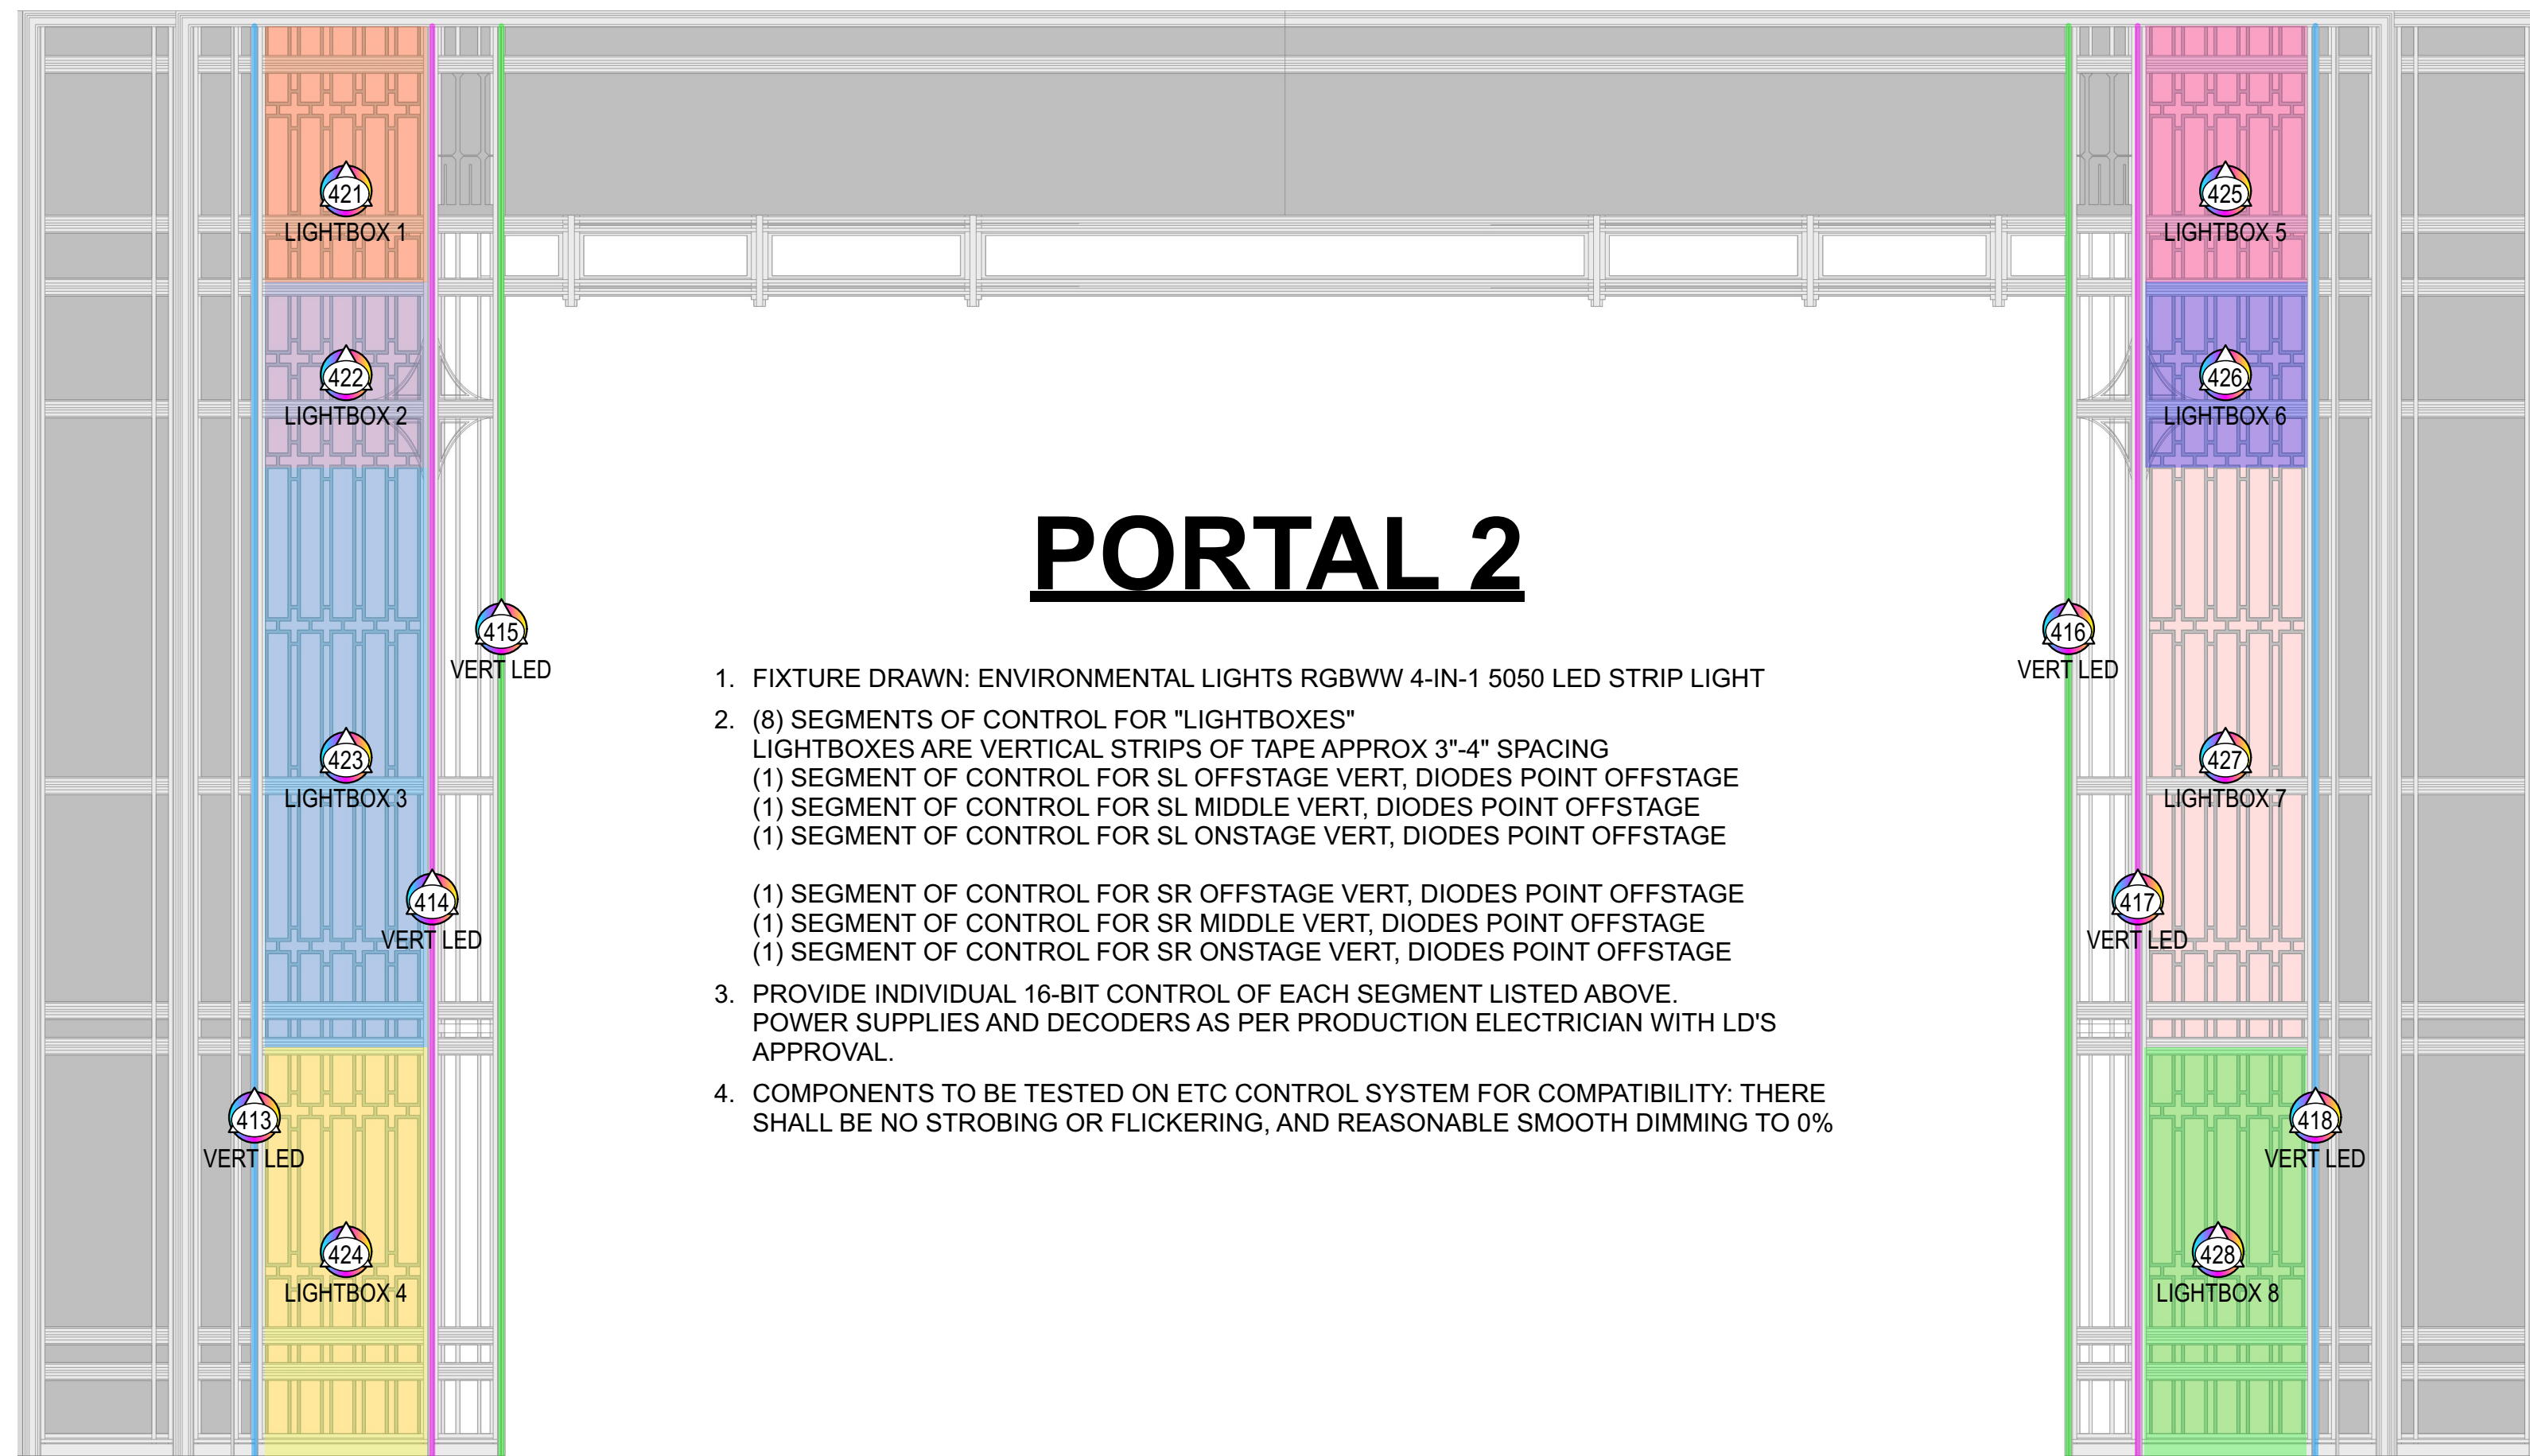 421
LIGHTBOX 1
425
LIGHTBOX 5
422
LIGHTBOX 2
426
LIGHTBOX 6
PORTAL 2
415
VERT LED
416
VERT LED
1. FIXTURE DRAWN: ENVIRONMENTAL LIGHTS RGBWW 4-IN-1 5050 LED STRIP LIGHT
2. (8) SEGMENTS OF CONTROL FOR "LIGHTBOXES"
LIGHTBOXES ARE VERTICAL STRIPS OF TAPE APPROX 3"-4" SPACING
(1) SEGMENT OF CONTROL FOR SL OFFSTAGE VERT, DIODES POINT OFFSTAGE
(1) SEGMENT OF CONTROL FOR SL MIDDLE VERT, DIODES POINT OFFSTAGE
(1) SEGMENT OF CONTROL FOR SL ONSTAGE VERT, DIODES POINT OFFSTAGE
(1) SEGMENT OF CONTROL FOR SR OFFSTAGE VERT, DIODES POINT OFFSTAGE
(1) SEGMENT OF CONTROL FOR SR MIDDLE VERT, DIODES POINT OFFSTAGE
(1) SEGMENT OF CONTROL FOR SR ONSTAGE VERT, DIODES POINT OFFSTAGE
3. PROVIDE INDIVIDUAL 16-BIT CONTROL OF EACH SEGMENT LISTED ABOVE.
POWER SUPPLIES AND DECODERS AS PER PRODUCTION ELECTRICIAN WITH LD'S
APPROVAL.
4. COMPONENTS TO BE TESTED ON ETC CONTROL SYSTEM FOR COMPATIBILITY: THERE
SHALL BE NO STROBING OR FLICKERING, AND REASONABLE SMOOTH DIMMING TO 0%
423
LIGHTBOX 3
427
LIGHTBOX 7
414
VERT LED
417
VERT LED
413
VERT LED
418
VERT LED
424
LIGHTBOX 4
428
LIGHTBOX 8